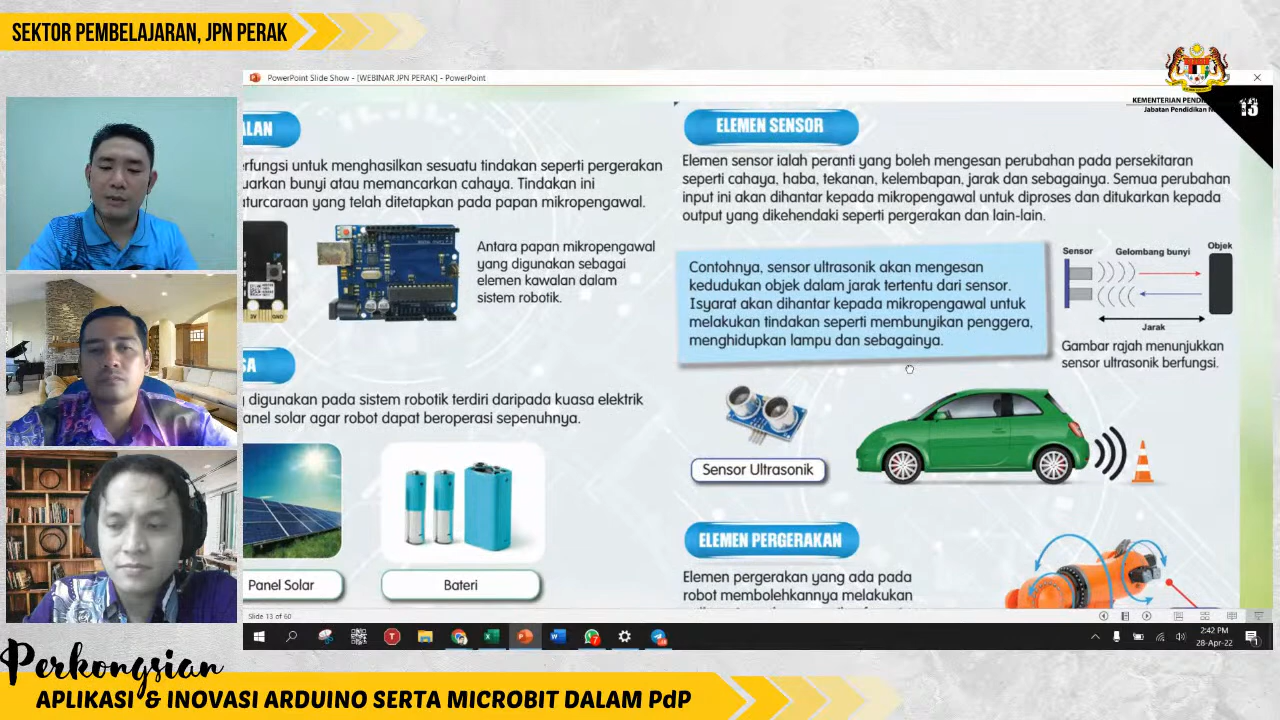 SEKTOR PEMBELAJARAN, JPN PERAK
PowerPoint Slide Show - [WEBINAR JPN PERAK] - PowerPoint
KEMENTERIAN
Jabatan Pendidikan
13
ALAN
erfungsi untuk menghasilkan sesuatu tindakan seperti pergerakan
uarkan bunyi atau memancarkan cahaya. Tindakan ini
aturcaraan yang telah ditetapkan pada papan mikropengawal.
Antara papan mikropengawal
yang digunakan sebagai
elemen kawalan dalam
sistem robotik.
3V GND
SA
g digunakan pada sistem robotik terdiri daripada kuasa elektrik
anel solar agar robot dapat beroperasi sepenuhnya.
Panel Solar
Bateri
ELEMEN SENSOR
Elemen sensor ialah peranti yang boleh mengesan perubahan pada persekitaran
seperti cahaya, haba, tekanan, kelembapan, jarak dan sebagainya. Semua perubahan
input ini akan dihantar kepada mikropengawal untuk diproses dan ditukarkan kepada
output yang dikehendaki seperti pergerakan dan lain-lain.
Contohnya, sensor ultrasonik akan mengesan
kedudukan objek dalam jarak tertentu dari sensor.
Isyarat akan dihantar kepada mikropengawal untuk
melakukan tindakan seperti membunyikan penggera,
menghidupkan lampu dan sebagainya.
Sensor
Gelombang bunyi
Objek
Jarak
Gambar rajah menunjukkan
sensor ultrasonik berfungsi.
Sensor Ultrasonik
ELEMEN PERGERAKAN
Elemen pergerakan yang ada pada
robot membolehkannya melakukan
Slide 13 of 60
2:42 PM
28-Apr-22
Perkongsian
APLIKASI & INOVASI ARDUINO SERTA MICROBIT DALAM PdP